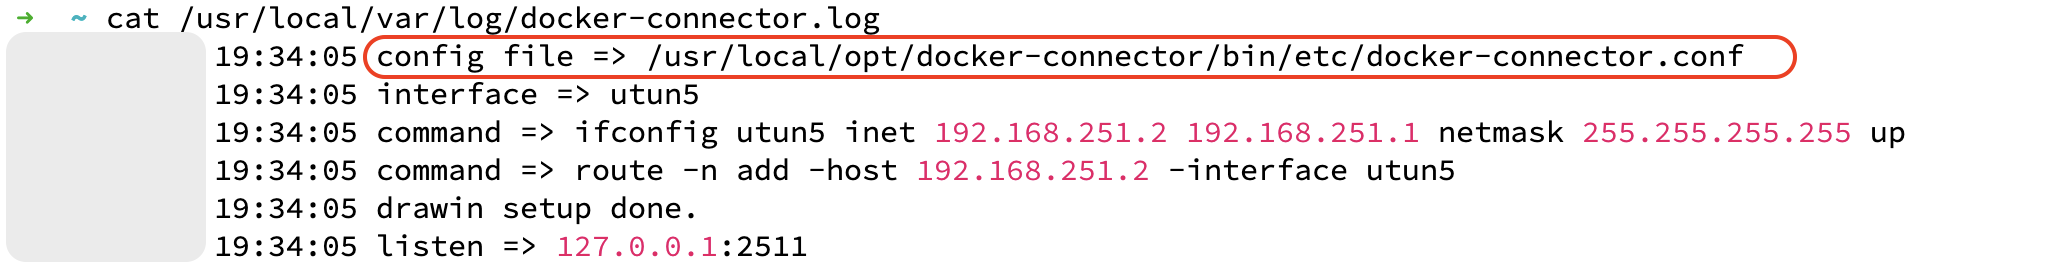 ➜ ~ cat /usr/local/var/log/docker-connector.log
19:34:05 config file => /usr/local/opt/docker-connector/bin/etc/docker-connector.conf
19:34:05 interface => utun5
19:34:05 command => ifconfig utun5 inet 192.168.251.2 192.168.251.1 netmask 255.255.255.255 up
19:34:05 command => route -n add -host 192.168.251.2 -interface utun5
19:34:05 drawin setup done.
19:34:05 listen => 127.0.0.1:2511